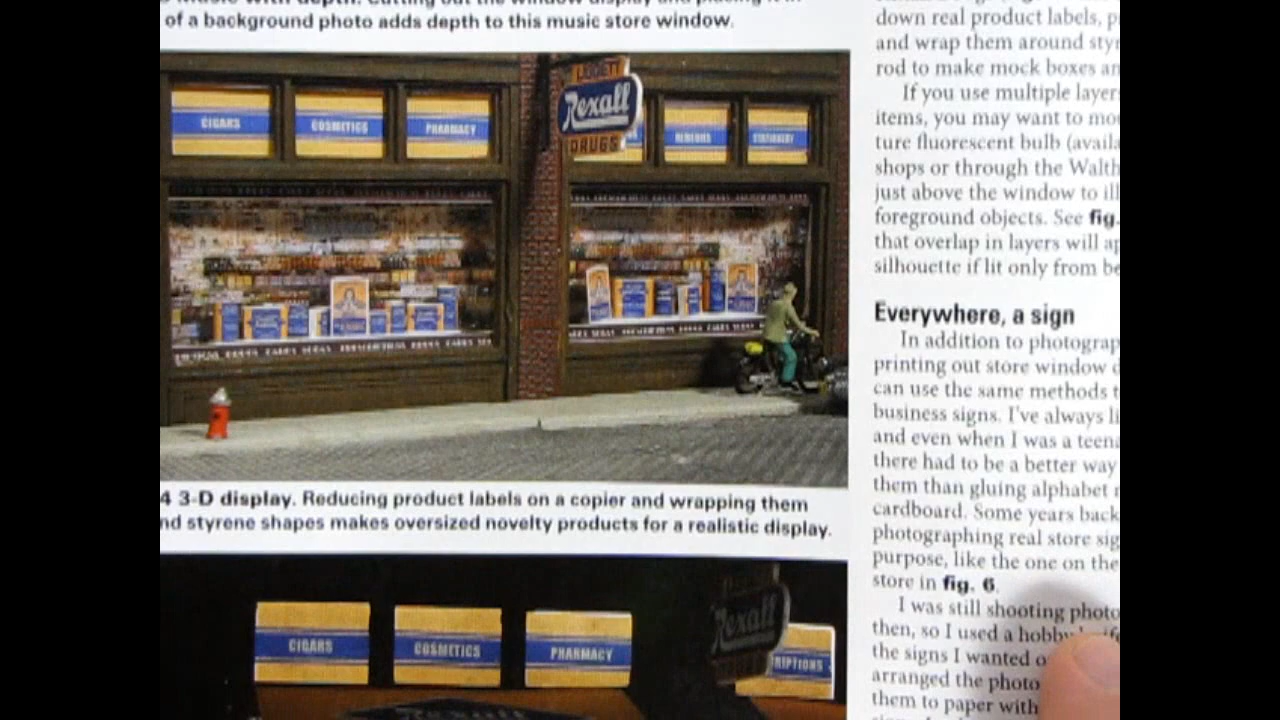 of a background photo adds depth to this music store window.
CIGARS
COSMETICS
PHARMACY
Rexall
DRUGS
REMEDIES
STATIONERY
4 3-D display. Reducing product labels on a copier and wrapping them
nd styrene shapes makes oversized novelty products for a realistic display.
CIGARS
COSMETICS
PHARMACY
Rexall
RIPTIONS
Rexall
down real product labels, p
and wrap them around styr
rod to make mock boxes an
If you use multiple layer
items, you may want to mo
ture fluorescent bulb (availa
shops or through the Walth
just above the window to ill
foreground objects. See fig.
that overlap in layers will ap
silhouette if lit only from be
Everywhere, a sign
In addition to photograp
printing out store window d
can use the same methods t
business signs. I've always li
and even when I was a teena
there had to be a better way
them than gluing alphabet
cardboard. Some years back
photographing real store sig
purpose, like the one on the
store in fig. 6.
I was still shooting photo
then, so I used a hobby
the signs I wanted
arranged the photo
them to paper with